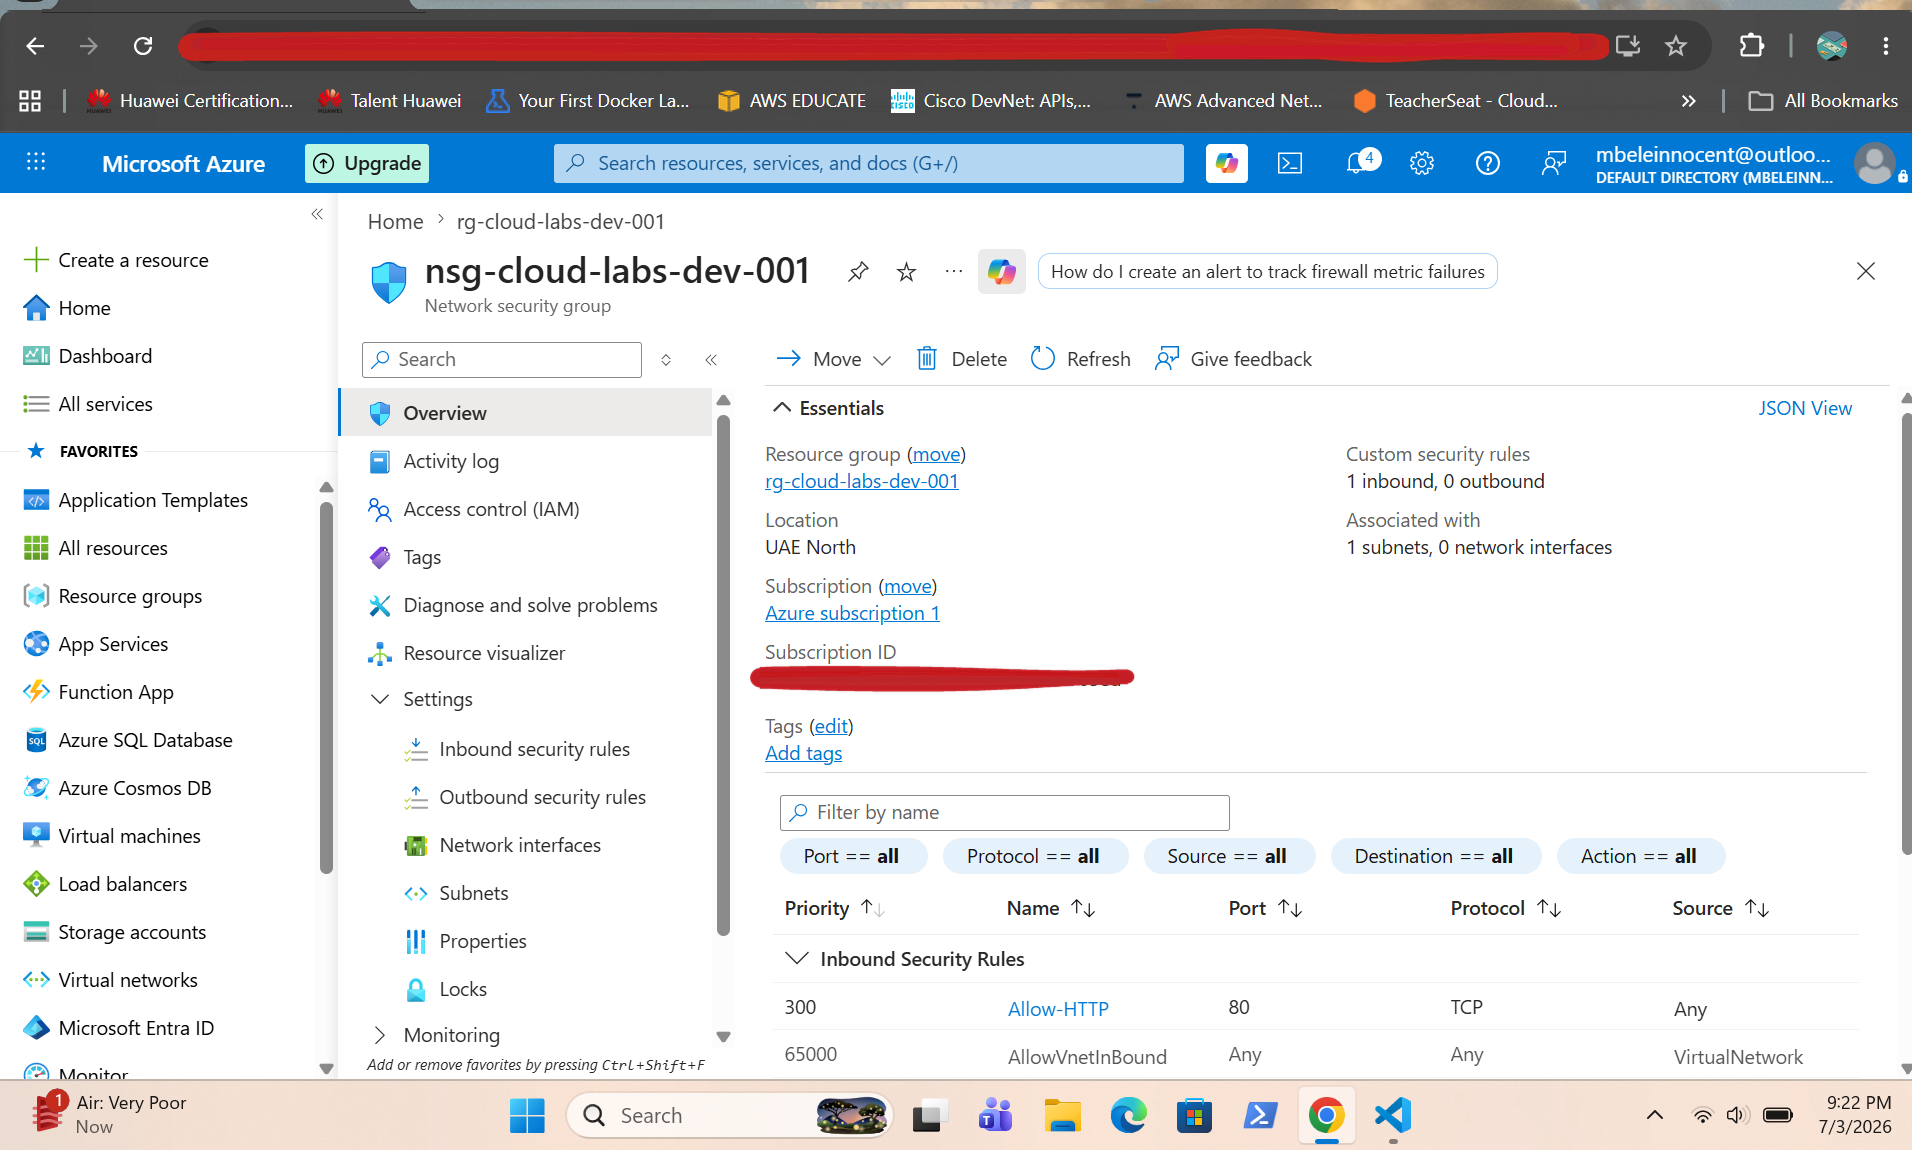 Huawei Certification...
Talent Huawei
Your First Docker La...
AWS EDUCATE
Cisco DevNet: APIs,...
AWS Advanced Net...
TeacherSeat - Cloud...
All Bookmarks
Microsoft Azure
Upgrade
Search resources, services, and docs (G+/)
4
mbeleinnocent@outloo...
DEFAULT DIRECTORY (MBELEINN...
Create a resource
Home
Dashboard
All services
FAVORITES
Application Templates
All resources
Resource groups
App Services
Function App
Azure SQL Database
Azure Cosmos DB
Virtual machines
Load balancers
Storage accounts
Virtual networks
Microsoft Entra ID
Monitor
Home > rg-cloud-labs-dev-001
nsg-cloud-labs-dev-001
Network security group
How do I create an alert to track firewall metric failures
Search
Overview
Activity log
Access control (IAM)
Tags
Diagnose and solve problems
Resource visualizer
Settings
Inbound security rules
Outbound security rules
Network interfaces
Subnets
Properties
Locks
Monitoring
Add or remove favorites by pressing Ctrl+Shift+F
Move
Delete
Refresh
Give feedback
Essentials
JSON View
Resource group (move)
rg-cloud-labs-dev-001
Location
UAE North
Subscription (move)
Azure subscription 1
Subscription ID
Tags (edit)
Add tags
Custom security rules
1 inbound, 0 outbound
Associated with
1 subnets, 0 network interfaces
Filter by name
Port == all
Protocol == all
Source == all
Destination == all
Action == all
Priority Name Port Protocol Source
Inbound Security Rules
300 Allow-HTTP 80 TCP Any
65000 AllowVnetInBound Any Any VirtualNetwork
1
Air: Very Poor
Now
Search
9:22 PM
7/3/2026